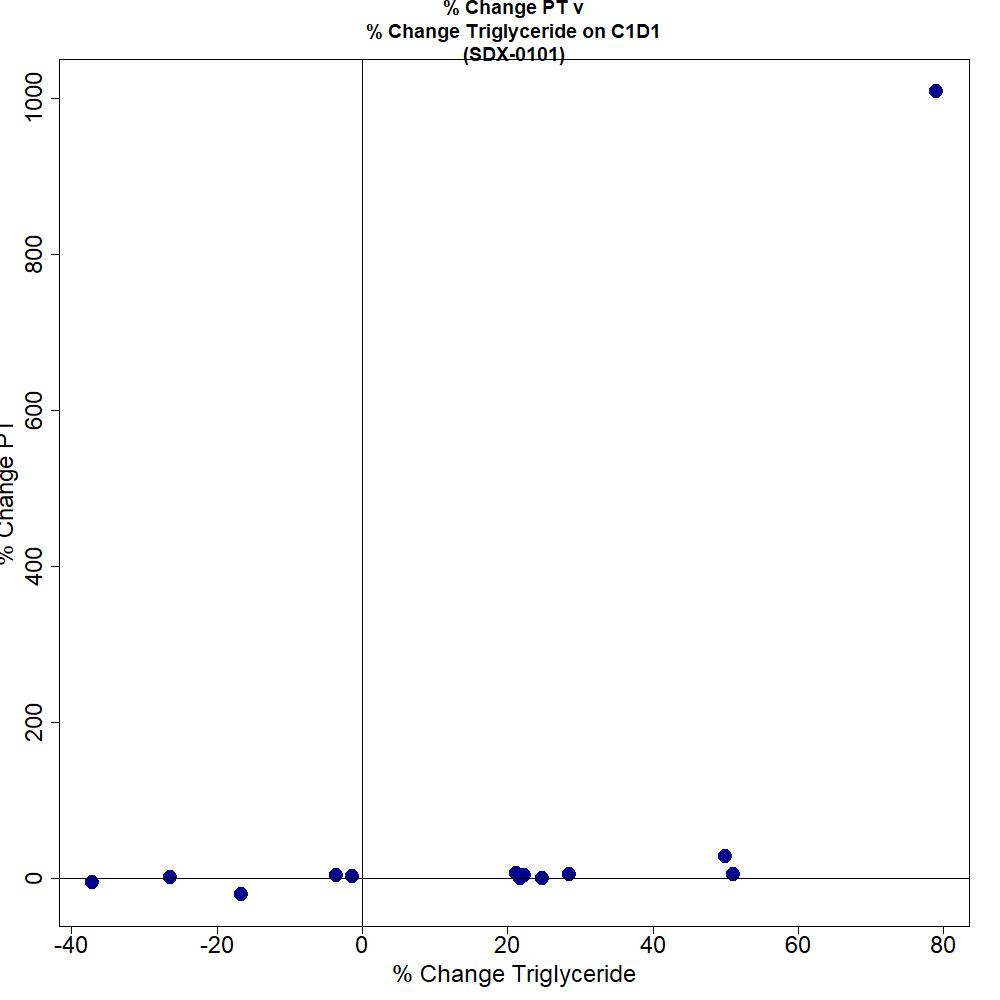 % Change PT v
% Change Triglyceride on C1D1
(SDX-0101)
1000
800
600
400
200
0
% Change PT
-40 -20 0 20 40 60 80
% Change Triglyceride